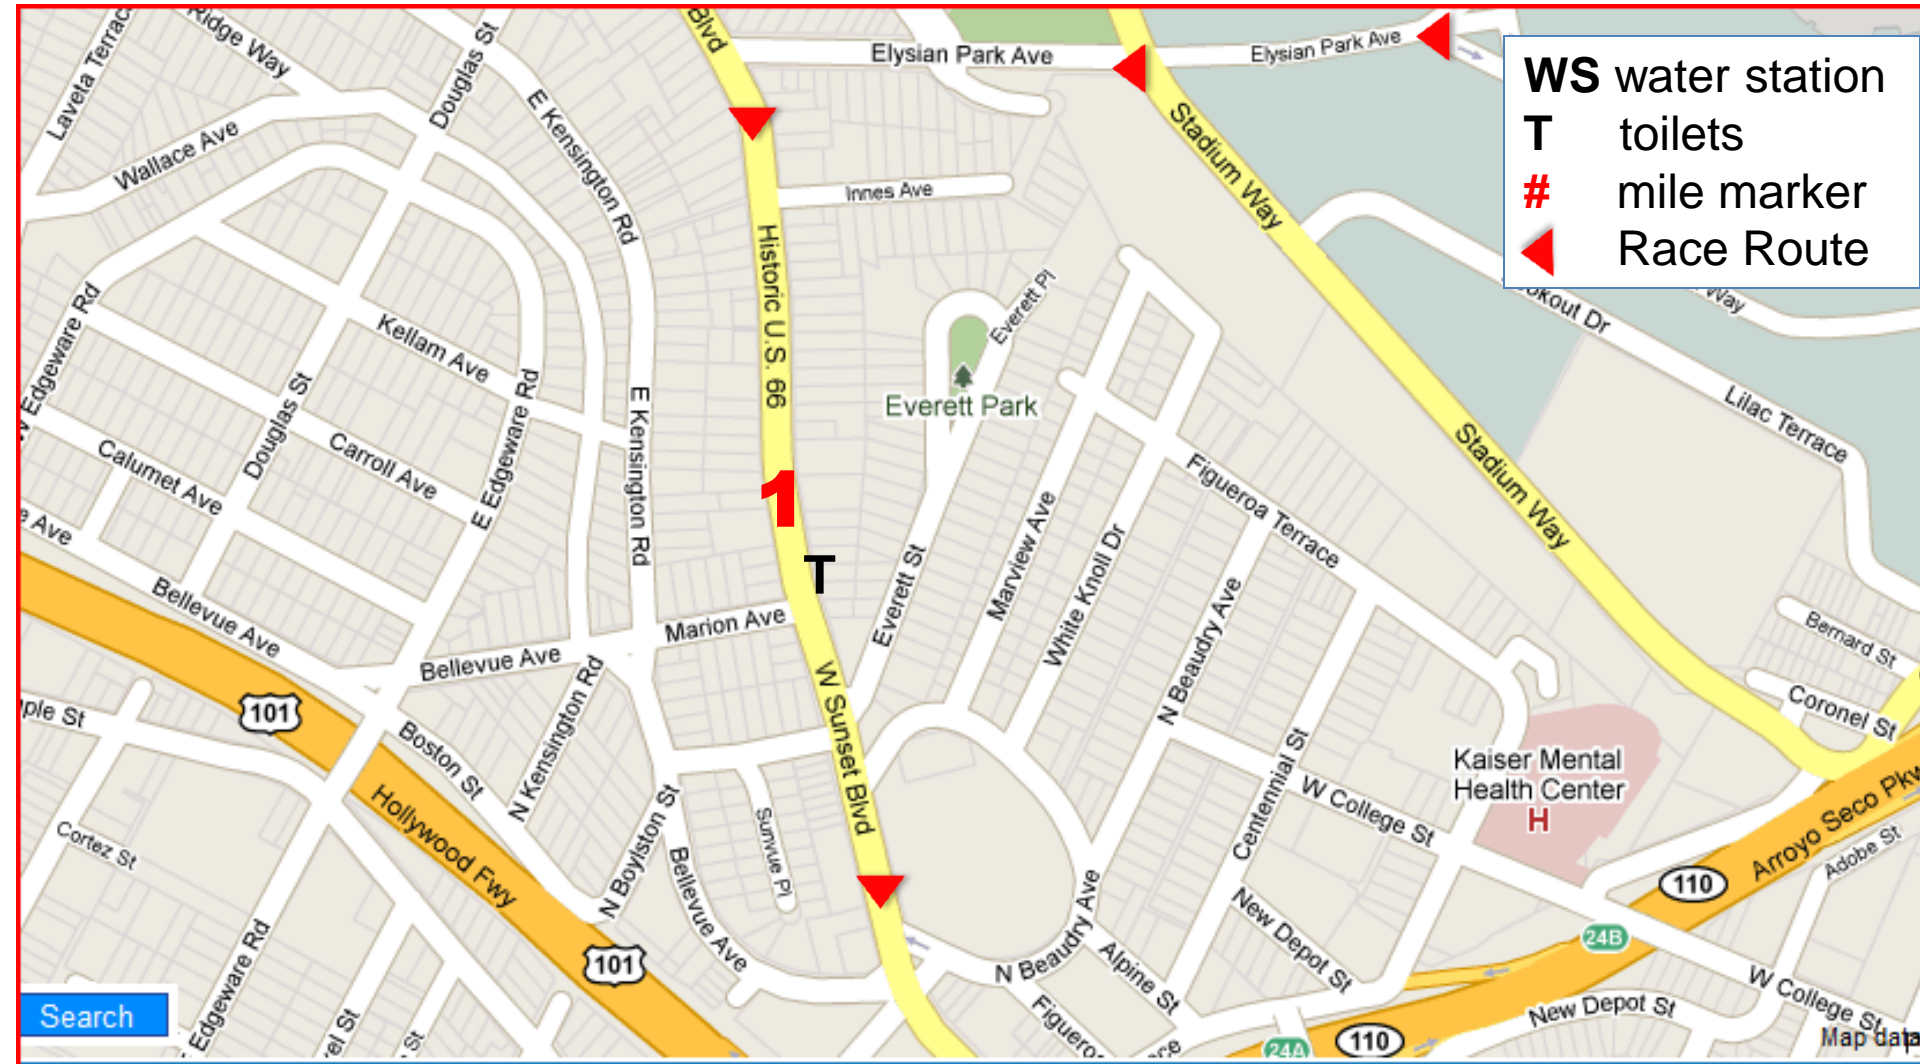 Blvd
Ridge Way
Douglas St
Elysian Park Ave
Elysian Park Ave
WS water station
T toilets
# mile marker
Race Route
Wallace Ave
E Kensington Rd
Stadium Way
Innes Ave
Historic U.S. 66
Everett Pl
Way
Kellam Ave
Edgeware Rd
Everett Park
Lilac Terrace
E Kensington Rd
Douglas St
E Edgeware Rd
Carroll Ave
Calumet Ave
Stadium Way
Figueroa Terrace
1
T
Ave
Everett St
Marview Ave
White Knoll Dr
N Beaudry Ave
Bellevue Ave
Bellevue Ave
Marion Ave
Bernard St
Coronel St
101
W Sunset Blvd
N Kensington Rd
Boston St
Centennial St
Kaiser Mental
Health Center
H
W College St
Hollywood Fwy
Cortez St
N Boylston St
Sunvue Pl
Bellevue Ave
Arroyo Seco Pkw
Adobe St
110
24B
New Depot St
N Beaudry Ave
Alpine St
101
Edgeware Rd
W College St
New Depot St
Search
St
St
24A
110
Map data